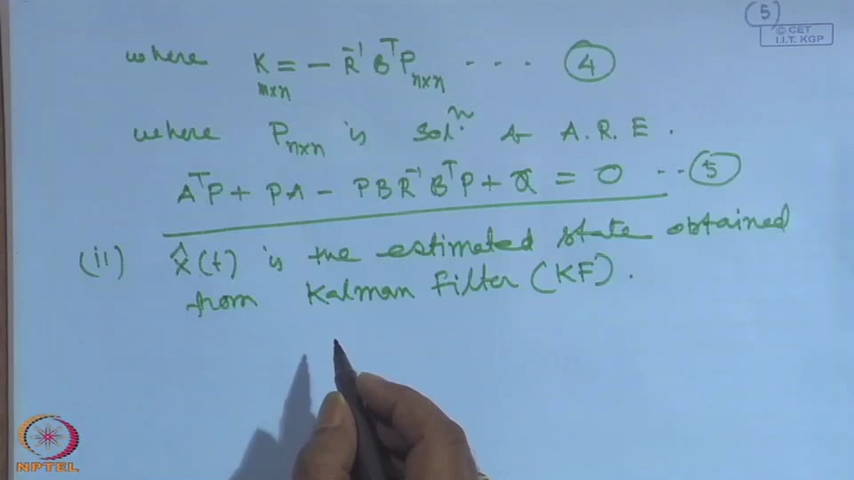 (5)
© CET
I.I.T. KGP
where K = - R⁻¹ BᵀP n×n ---- (4)
m×n
where P n×n is solⁿ. to A.R.E.
AᵀP + PA - PBR⁻¹BᵀP + Q = 0 --- (5)
(ii) x̂(t) is the estimated state obtained
from Kalman Filter (KF).
NPTEL